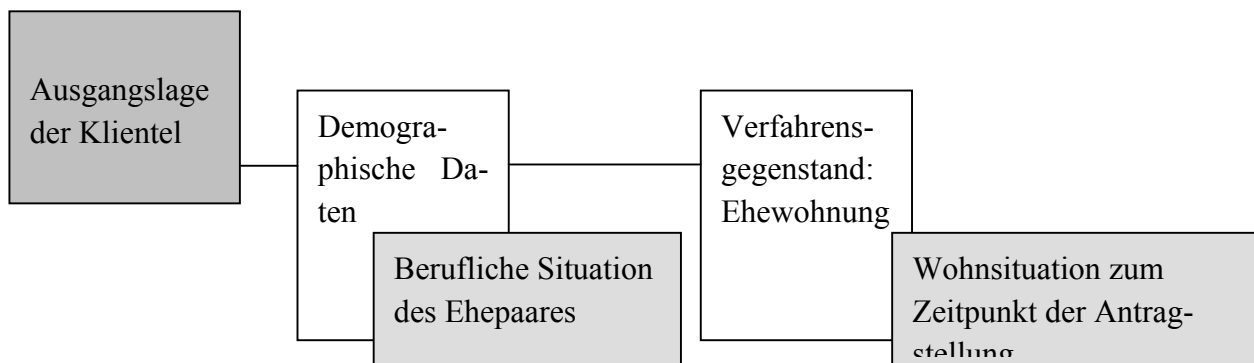 Ausgangslage
der Klientel
Demogra-
phische Da-
ten
Berufliche Situation
des Ehepaares
Verfahrens-
gegenstand:
Ehewohnung
Wohnsituation zum
Zeitpunkt der Antrag-
stellung